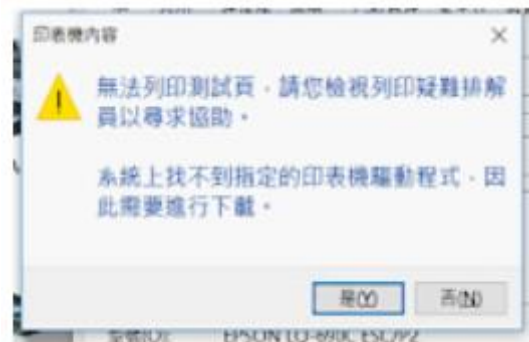 印表機內容
無法列印測試頁，請您檢視列印疑難排解
員以尋求協助。
系統上找不到指定的印表機驅動程式，因
此需要進行下載。
是(Y)
否(N)
型號(O): EPSON LQ-690C ESC/P2